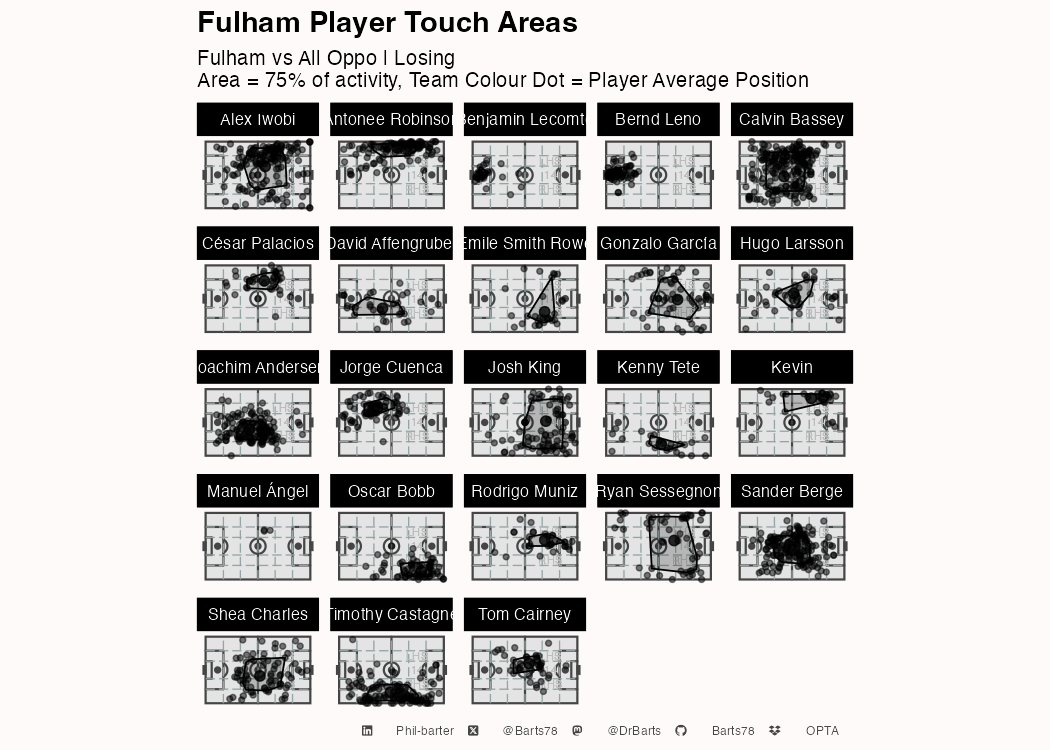 Fulham Player Touch Areas
Fulham vs All Oppo | Losing
Area = 75% of activity, Team Colour Dot = Player Average Position
Alex Iwobi
Antonee Robinson
Benjamin Lecomt
Bernd Leno
Calvin Bassey
César Palacios
David Affengrube
Emile Smith Rowe
Gonzalo García
Hugo Larsson
Joachim Andersen
Jorge Cuenca
Josh King
Kenny Tete
Kevin
Manuel Ángel
Oscar Bobb
Rodrigo Muniz
Ryan Sessegnon
Sander Berge
Shea Charles
Timothy Castagne
Tom Cairney
Phil-barter
@Barts78
@DrBarts
Barts78
OPTA